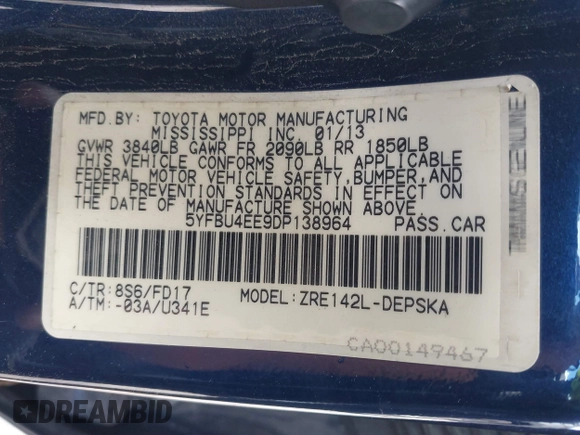 MFD.BY: TOYOTA MOTOR MANUFACTURING
MISSISSIPPI INC. 01/13
GVWR 3840LB GAWR FR 2090LB RR 1850LB
THIS VEHICLE CONFORMS TO ALL APPLICABLE
FEDERAL MOTOR VEHICLE SAFETY, BUMPER, AND
THEFT PREVENTION STANDARDS IN EFFECT ON
THE DATE OF MANUFACTURE SHOWN ABOVE.
5YFBU4EE9DP138964 PASS.CAR
C/TR:8S6/FD17
A/TM:-03A/U341E
MODEL:ZRE142L-DEPSKA
CA00149467
DREAMBID